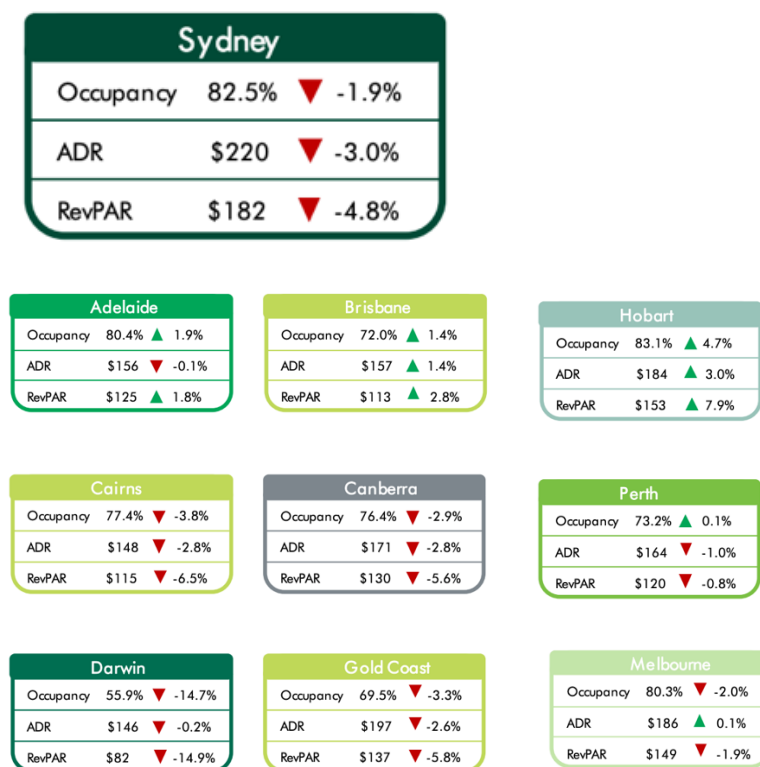 Sydney
Occupancy 82.5% ▼ -1.9%
ADR $220 ▼ -3.0%
RevPAR $182 ▼ -4.8%
Adelaide
Occupancy 80.4% ▲ 1.9%
ADR $156 ▼ -0.1%
RevPAR $125 ▲ 1.8%
Brisbane
Occupancy 72.0% ▲ 1.4%
ADR $157 ▲ 1.4%
RevPAR $113 ▲ 2.8%
Hobart
Occupancy 83.1% ▲ 4.7%
ADR $184 ▲ 3.0%
RevPAR $153 ▲ 7.9%
Cairns
Occupancy 77.4% ▼ -3.8%
ADR $148 ▼ -2.8%
RevPAR $115 ▼ -6.5%
Canberra
Occupancy 76.4% ▼ -2.9%
ADR $171 ▼ -2.8%
RevPAR $130 ▼ -5.6%
Perth
Occupancy 73.2% ▲ 0.1%
ADR $164 ▼ -1.0%
RevPAR $120 ▼ -0.8%
Darwin
Occupancy 55.9% ▼ -14.7%
ADR $146 ▼ -0.2%
RevPAR $82 ▼ -14.9%
Gold Coast
Occupancy 69.5% ▼ -3.3%
ADR $197 ▼ -2.6%
RevPAR $137 ▼ -5.8%
Melbourne
Occupancy 80.3% ▼ -2.0%
ADR $186 ▲ 0.1%
RevPAR $149 ▼ -1.9%